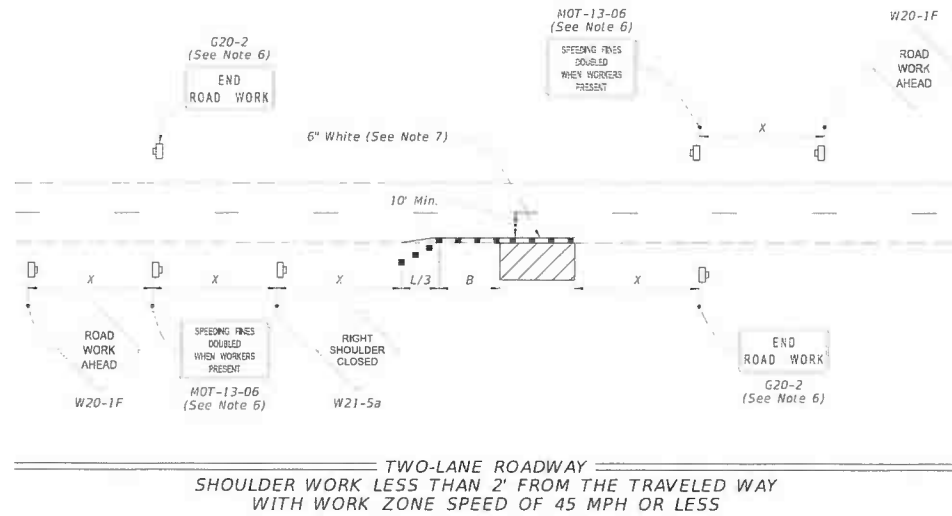 MOT-13-06
(See Note 6)
W20-1F
G20-2
(See Note 6)
SPEEDING FINES
DOUBLED
WHEN WORKERS
PRESENT
ROAD
WORK
AHEAD
END
ROAD WORK
X
6" White (See Note 7)
10' Min.
X
X
X
L/3
B
X
ROAD
WORK
AHEAD
SPEEDING FINES
DOUBLED
WHEN WORKERS
PRESENT
RIGHT
SHOULDER
CLOSED
END
ROAD WORK
W20-1F
MOT-13-06
(See Note 6)
W21-5a
G20-2
(See Note 6)
TWO-LANE ROADWAY
SHOULDER WORK LESS THAN 2' FROM THE TRAVELED WAY
WITH WORK ZONE SPEED OF 45 MPH OR LESS